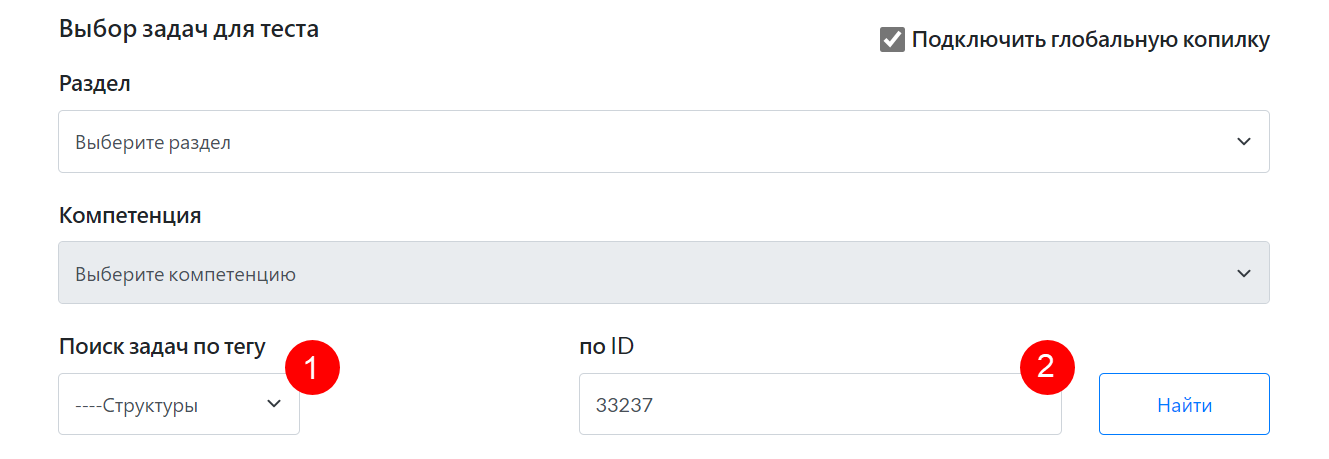 Выбор задач для теста
Подключить глобальную копилку
Раздел
Выберите раздел
Компетенция
Выберите компетенцию
Поиск задач по тегу
1
по ID
2
----Структуры
33237
Найти